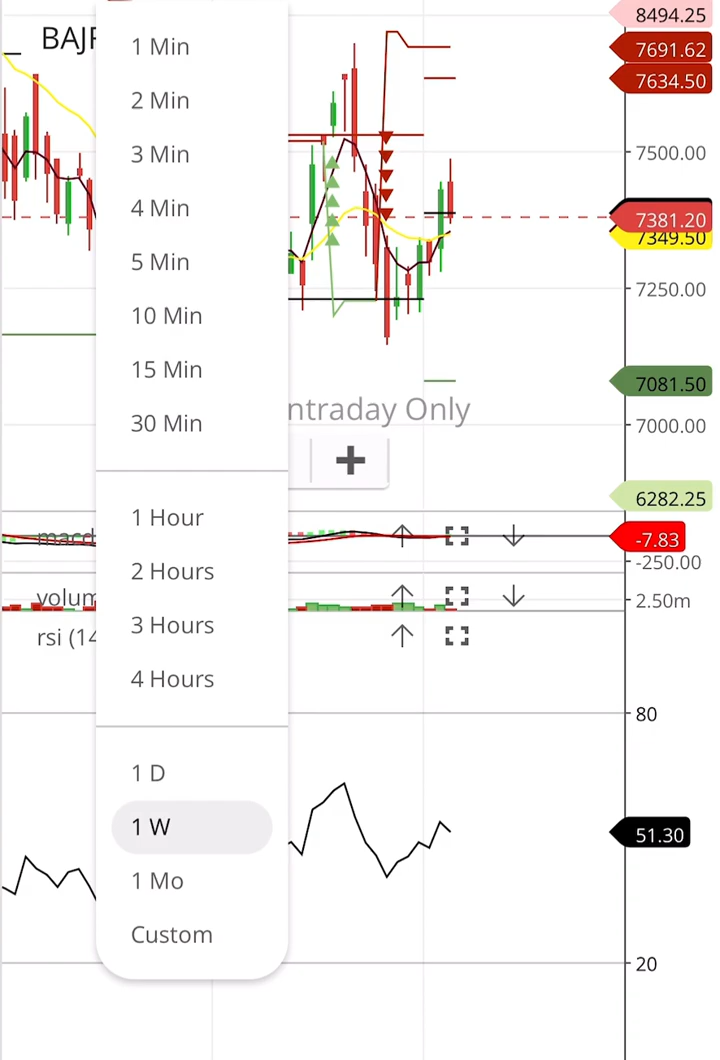 BAJF
1 Min
2 Min
3 Min
4 Min
5 Min
10 Min
15 Min
30 Min
1 Hour
2 Hours
3 Hours
4 Hours
1 D
1 W
1 Mo
Custom
ntraday Only
macd
volum
rsi (14
8494.25
7691.62
7634.50
7500.00
7381.20
7349.50
7250.00
7081.50
7000.00
6282.25
-7.83
-250.00
2.50m
80
51.30
20